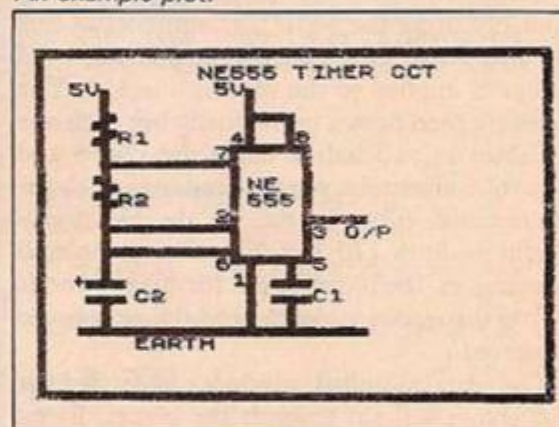 An example plot.
NE555 TIMER CCT
5V 5V
R1
4 8
7
R2
NE
555
2
3 O/P
6 5
1
+
C2 C1
EARTH